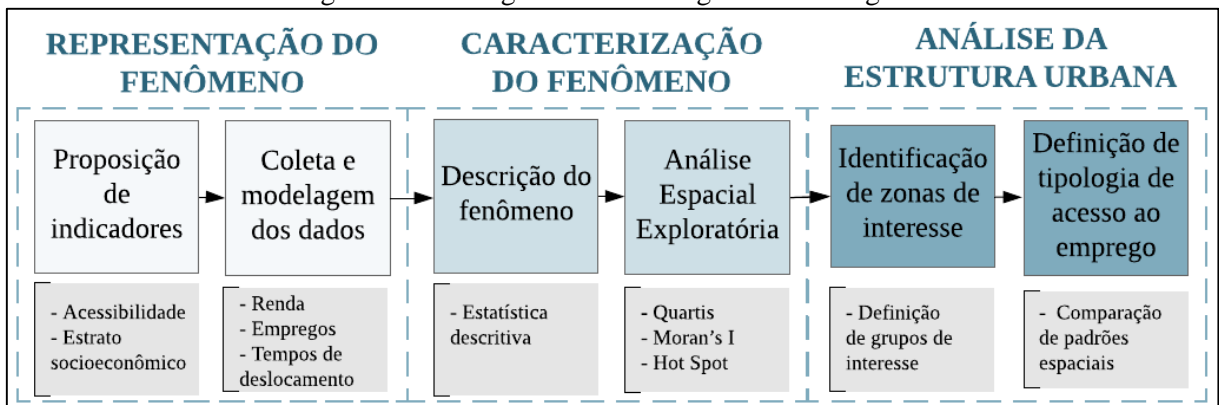 REPRESENTAÇÃO DO
FENÔMENO
CARACTERIZAÇÃO
DO FENÔMENO
ANÁLISE DA
ESTRUTURA URBANA
Proposição
de
indicadores
Coleta e
modelagem
dos dados
Descrição do
fenômeno
Análise
Espacial
Exploratória
Identificação
de zonas de
interesse
Definição de
tipologia de
acesso ao
emprego
- Acessibilidade
- Estrato
socioeconômico
- Renda
- Empregos
- Tempos de
deslocamento
- Estatística
descritiva
- Quartis
- Moran's I
- Hot Spot
- Definição
de grupos de
interesse
- Comparação
de padrões
espaciais